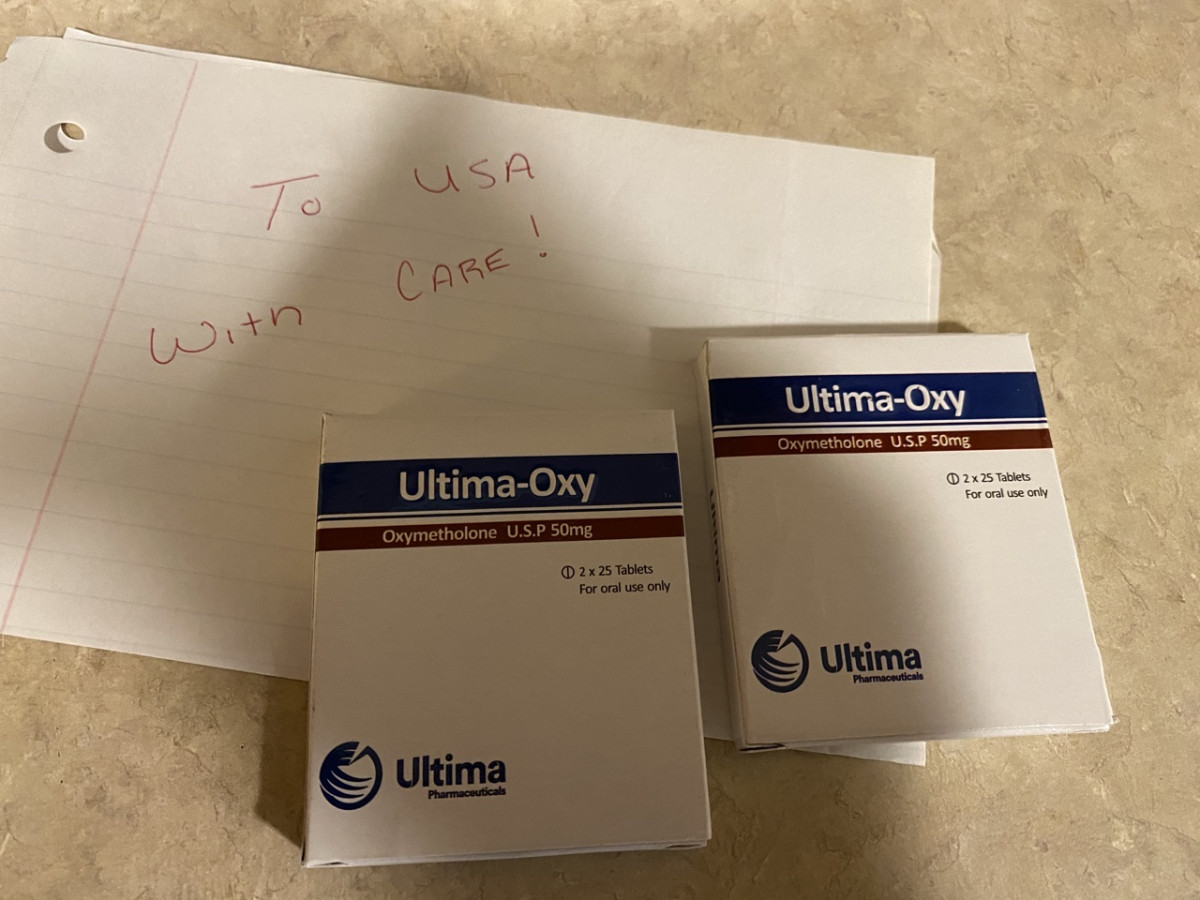 To USA
With CARE!
Ultima-Oxy
Oxymetholone U.S.P 50mg
2 x 25 Tablets
For oral use only
Ultima
Pharmaceuticals
Ultima-Oxy
Oxymetholone U.S.P 50mg
2 x 25 Tablets
For oral use only
Ultima
Pharmaceuticals